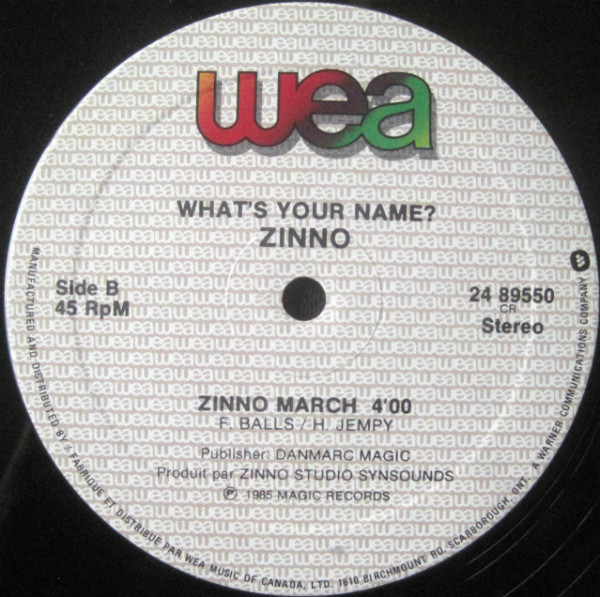 wea
WHAT'S YOUR NAME?
ZINNO
Side B
45 RpM
24 89550
CR
Stereo
ZINNO MARCH 4'00
F. BALLS / H. JEMPY
Publisher: DANMARC MAGIC
Produit par ZINNO STUDIO SYNSOUNDS
Ⓟ 1985 MAGIC RECORDS
MANUFACTURED AND DISTRIBUTED BY / FABRIQUE ET DISTRIBUE PAR WEA MUSIC OF CANADA, LTD. 1810 BIRCHMOUNT RD. SCARBOROUGH, ONT. A WARNER COMMUNICATIONS COMPANY